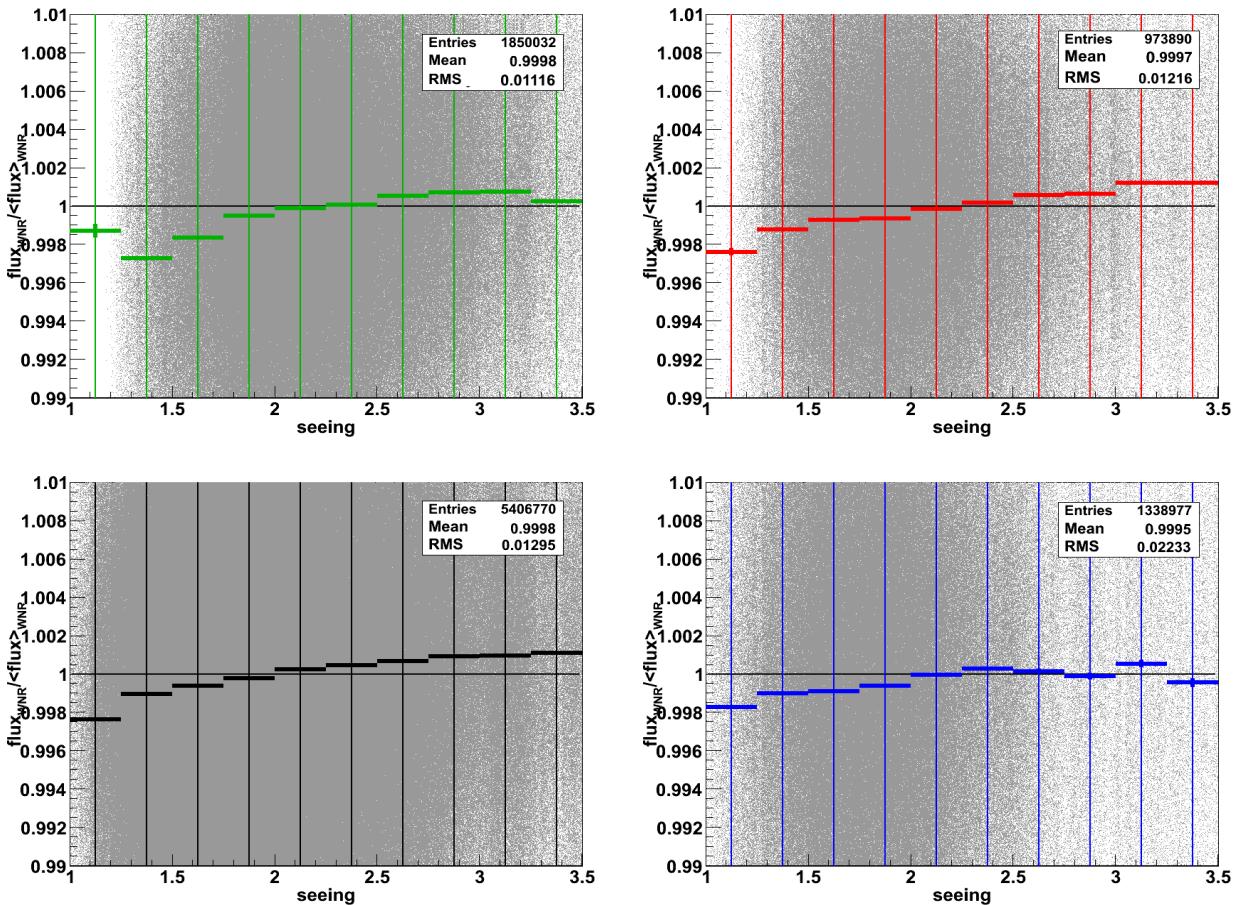 1.01
1.008
1.006
1.004
1.002
1
0.998
0.996
0.994
0.992
0.99
flux_WNR/<flux>_WNR
Entries 1850032
Mean 0.9998
RMS 0.01116
1 1.5 2 2.5 3 3.5
seeing
1.01
1.008
1.006
1.004
1.002
1
0.998
0.996
0.994
0.992
0.99
flux_WNR/<flux>_WNR
Entries 973890
Mean 0.9997
RMS 0.01216
1 1.5 2 2.5 3 3.5
seeing
1.01
1.008
1.006
1.004
1.002
1
0.998
0.996
0.994
0.992
0.99
flux_WNR/<flux>_WNR
Entries 5406770
Mean 0.9998
RMS 0.01295
1 1.5 2 2.5 3 3.5
seeing
1.01
1.008
1.006
1.004
1.002
1
0.998
0.996
0.994
0.992
0.99
flux_WNR/<flux>_WNR
Entries 1338977
Mean 0.9995
RMS 0.02233
1 1.5 2 2.5 3 3.5
seeing